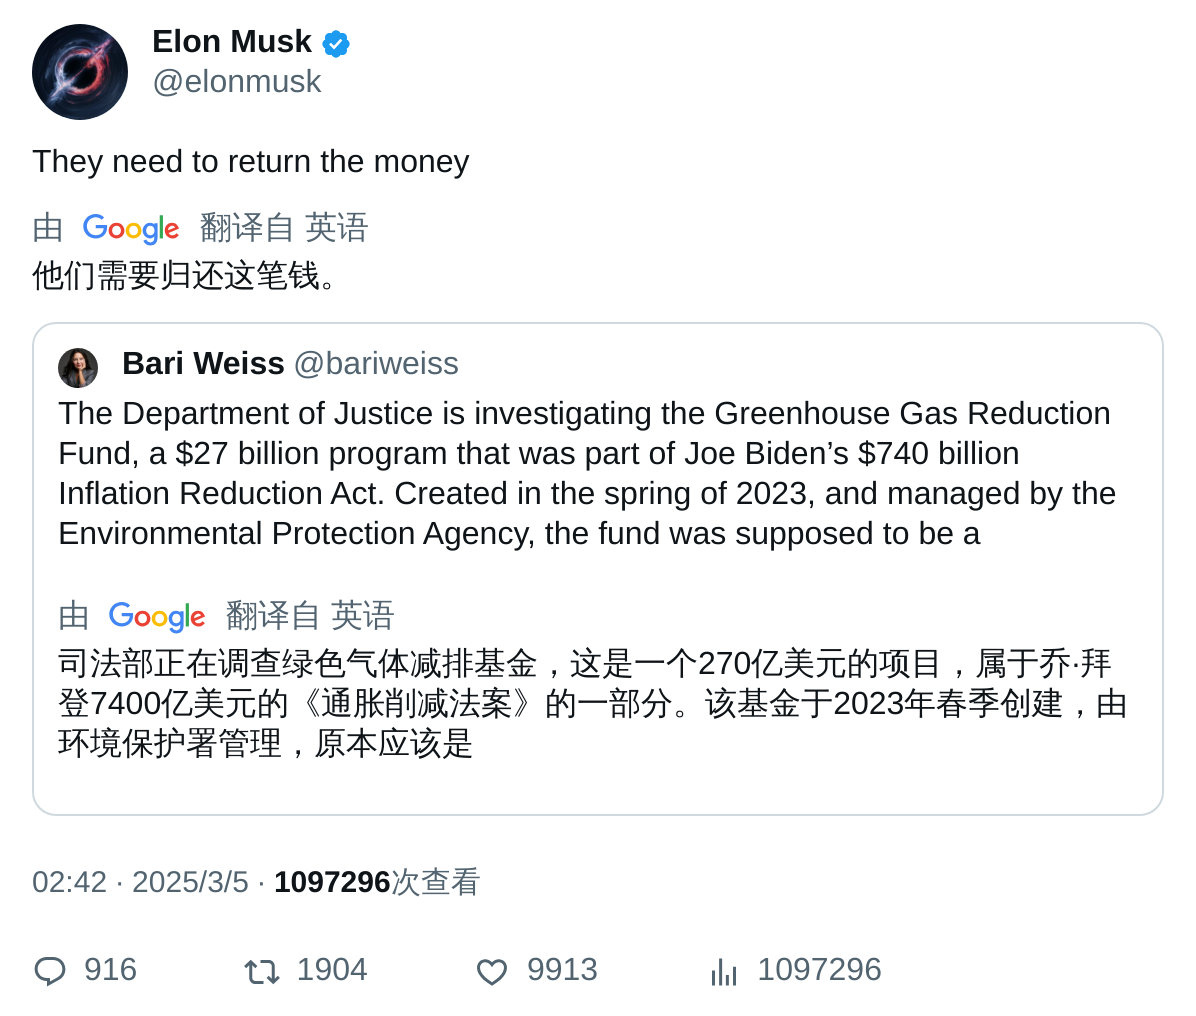 Elon Musk
@elonmusk
They need to return the money
由 Google 翻译自 英语
他们需要归还这笔钱。
Bari Weiss @bariweiss
The Department of Justice is investigating the Greenhouse Gas Reduction
Fund, a $27 billion program that was part of Joe Biden’s $740 billion
Inflation Reduction Act. Created in the spring of 2023, and managed by the
Environmental Protection Agency, the fund was supposed to be a
由 Google 翻译自 英语
司法部正在调查绿色气体减排基金，这是一个270亿美元的项目，属于乔·拜
登7400亿美元的《通胀削减法案》的一部分。该基金于2023年春季创建，由
环境保护署管理，原本应该是
02:42 · 2025/3/5 · 1097296次查看
916 1904 9913 1097296